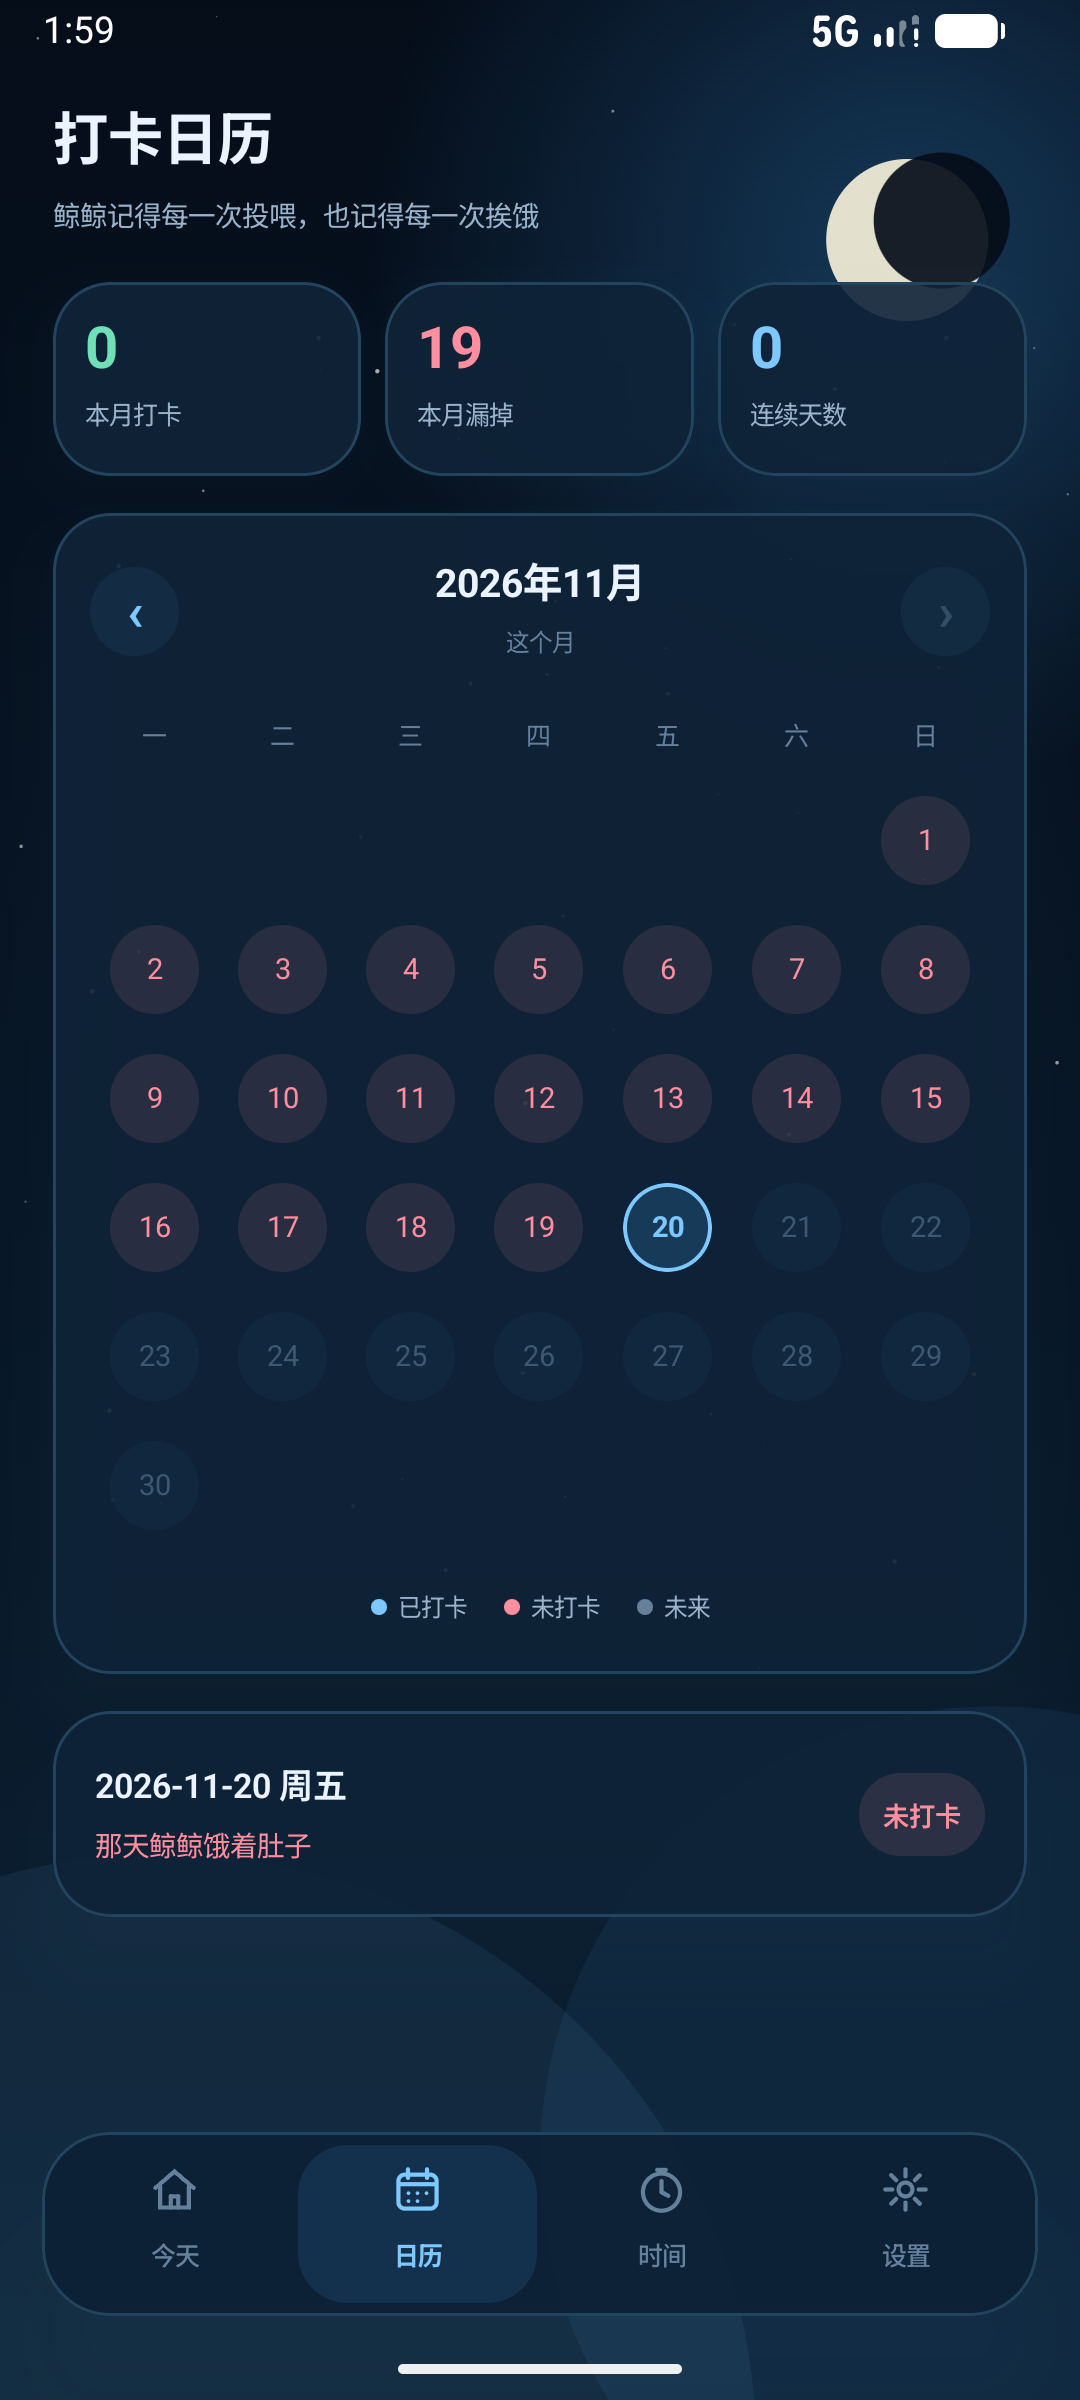 1:59 5G
打卡日历
鲸鲸记得每一次投喂，也记得每一次挨饿
0 19 0
本月打卡 本月漏掉 连续天数
‹ 2026年11月 ›
这个月
一 二 三 四 五 六 日
1
2 3 4 5 6 7 8
9 10 11 12 13 14 15
16 17 18 19 20 21 22
23 24 25 26 27 28 29
30
已打卡 未打卡 未来
2026-11-20 周五
那天鲸鲸饿着肚子
未打卡
今天 日历 时间 设置